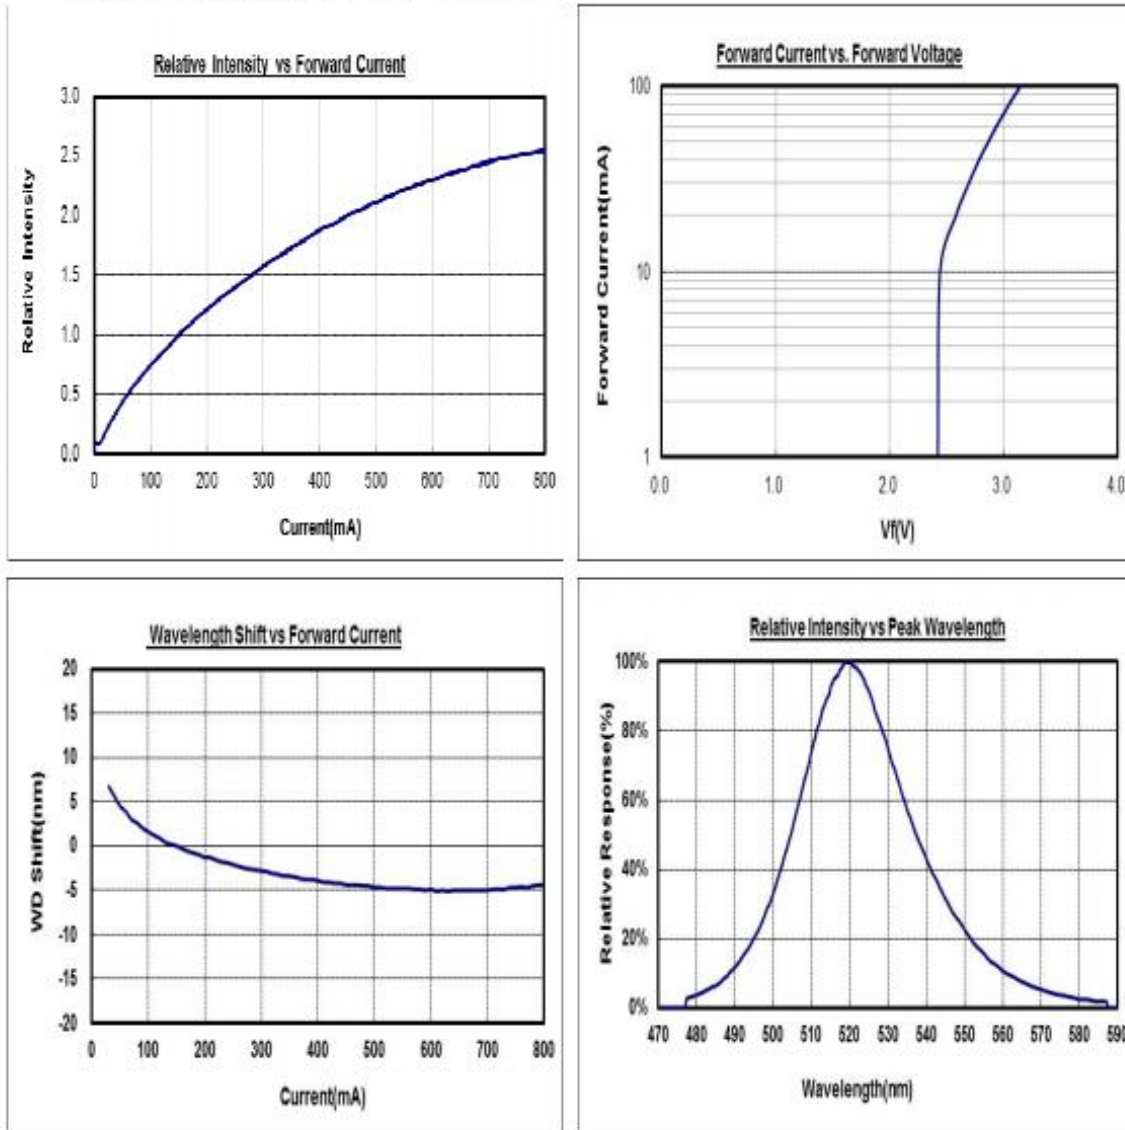 Relative Intensity vs Forward Current
3.0
2.5
2.0
1.5
1.0
0.5
0.0
Relative Intensity
0 100 200 300 400 500 600 700 800
Current(mA)
Forward Current vs. Forward Voltage
100
10
1
Forward Current(mA)
0.0 1.0 2.0 3.0 4.0
Vf(V)
Wavelength Shift vs Forward Current
20
15
10
5
0
-5
-10
-15
-20
WD Shift(nm)
0 100 200 300 400 500 600 700 800
Current(mA)
Relative Intensity vs Peak Wavelength
100%
80%
60%
40%
20%
0%
Relative Response(%)
470 480 490 500 510 520 530 540 550 560 570 580 590
Wavelength(nm)